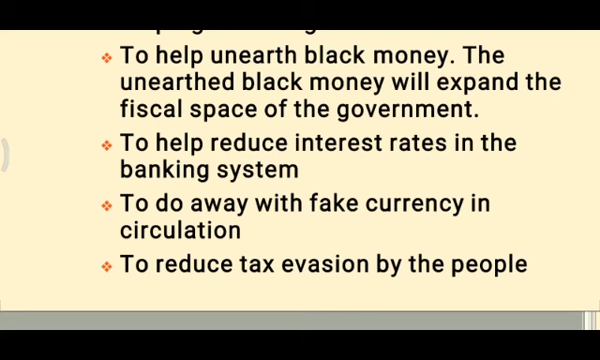 ❖ To help unearth black money. The
unearthed black money will expand the
fiscal space of the government.
❖ To help reduce interest rates in the
banking system
❖ To do away with fake currency in
circulation
❖ To reduce tax evasion by the people